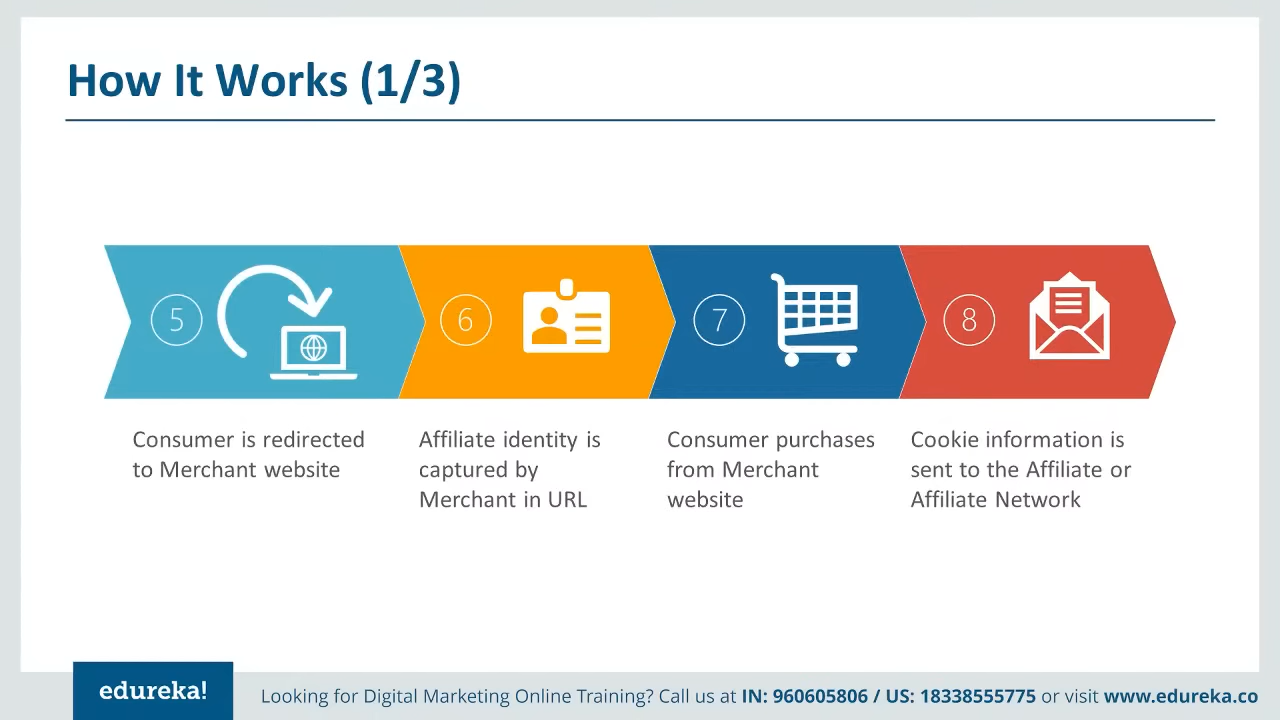 How It Works (1/3)
5
6
7
8
Consumer is redirected
to Merchant website
Affiliate identity is
captured by
Merchant in URL
Consumer purchases
from Merchant
website
Cookie information is
sent to the Affiliate or
Affiliate Network
edureka!
Looking for Digital Marketing Online Training? Call us at IN: 960605806 / US: 18338555775 or visit www.edureka.co